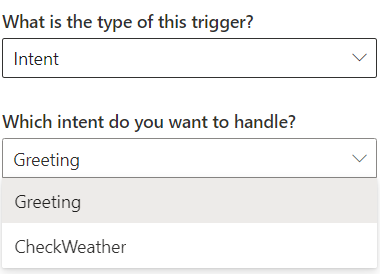 What is the type of this trigger?
Intent
Which intent do you want to handle?
Greeting
Greeting
CheckWeather